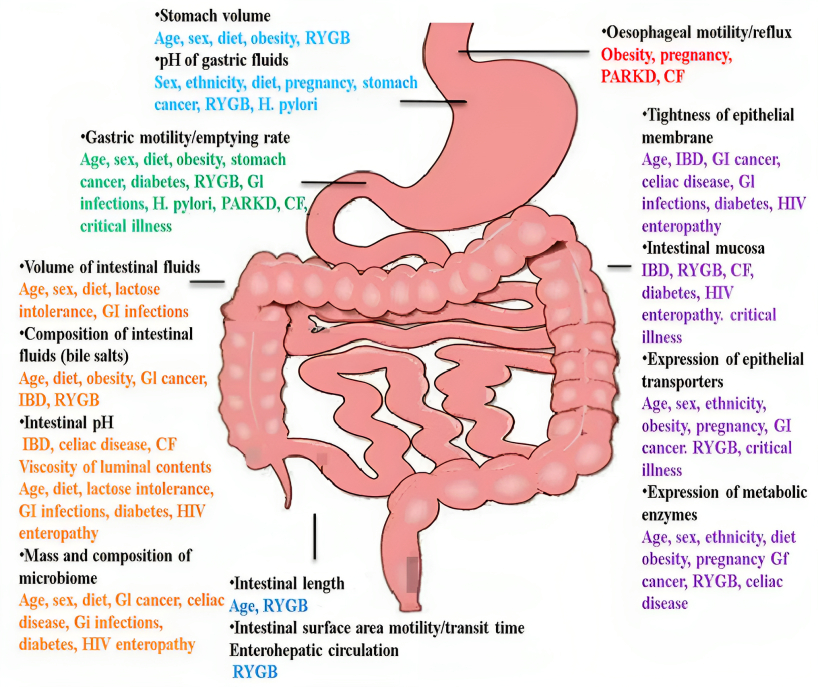 •Stomach volume
Age, sex, diet, obesity, RYGB
•pH of gastric fluids
Sex, ethnicity, diet, pregnancy, stomach
cancer, RYGB, H. pylori
•Gastric motility/emptying rate
Age, sex, diet, obesity, stomach
cancer, diabetes, RYGB, Gl
infections, H. pylori, PARKD, CF,
critical illness
•Volume of intestinal fluids
Age, sex, diet, lactose
intolerance, GI infections
•Composition of intestinal
fluids (bile salts)
Age, diet, obesity, Gl cancer,
IBD, RYGB
•Intestinal pH
IBD, celiac disease, CF
Viscosity of luminal contents
Age, diet, lactose intolerance,
GI infections, diabetes, HIV
enteropathy
•Mass and composition of
microbiome
Age, sex, diet, Gl cancer, celiac
disease, Gi infections,
diabetes, HIV enteropathy
•Intestinal length
Age, RYGB
•Intestinal surface area motility/transit time
Enterohepatic circulation
RYGB
•Oesophageal motility/reflux
Obesity, pregnancy,
PARKD, CF
•Tightness of epithelial
membrane
Age, IBD, GI cancer,
celiac disease, Gl
infections, diabetes, HIV
enteropathy
•Intestinal mucosa
IBD, RYGB, CF,
diabetes, HIV
enteropathy. critical
illness
•Expression of epithelial
transporters
Age, sex, ethnicity,
obesity, pregnancy, GI
cancer. RYGB, critical
illness
•Expression of metabolic
enzymes
Age, sex, ethnicity, diet
obesity, pregnancy Gf
cancer, RYGB, celiac
disease